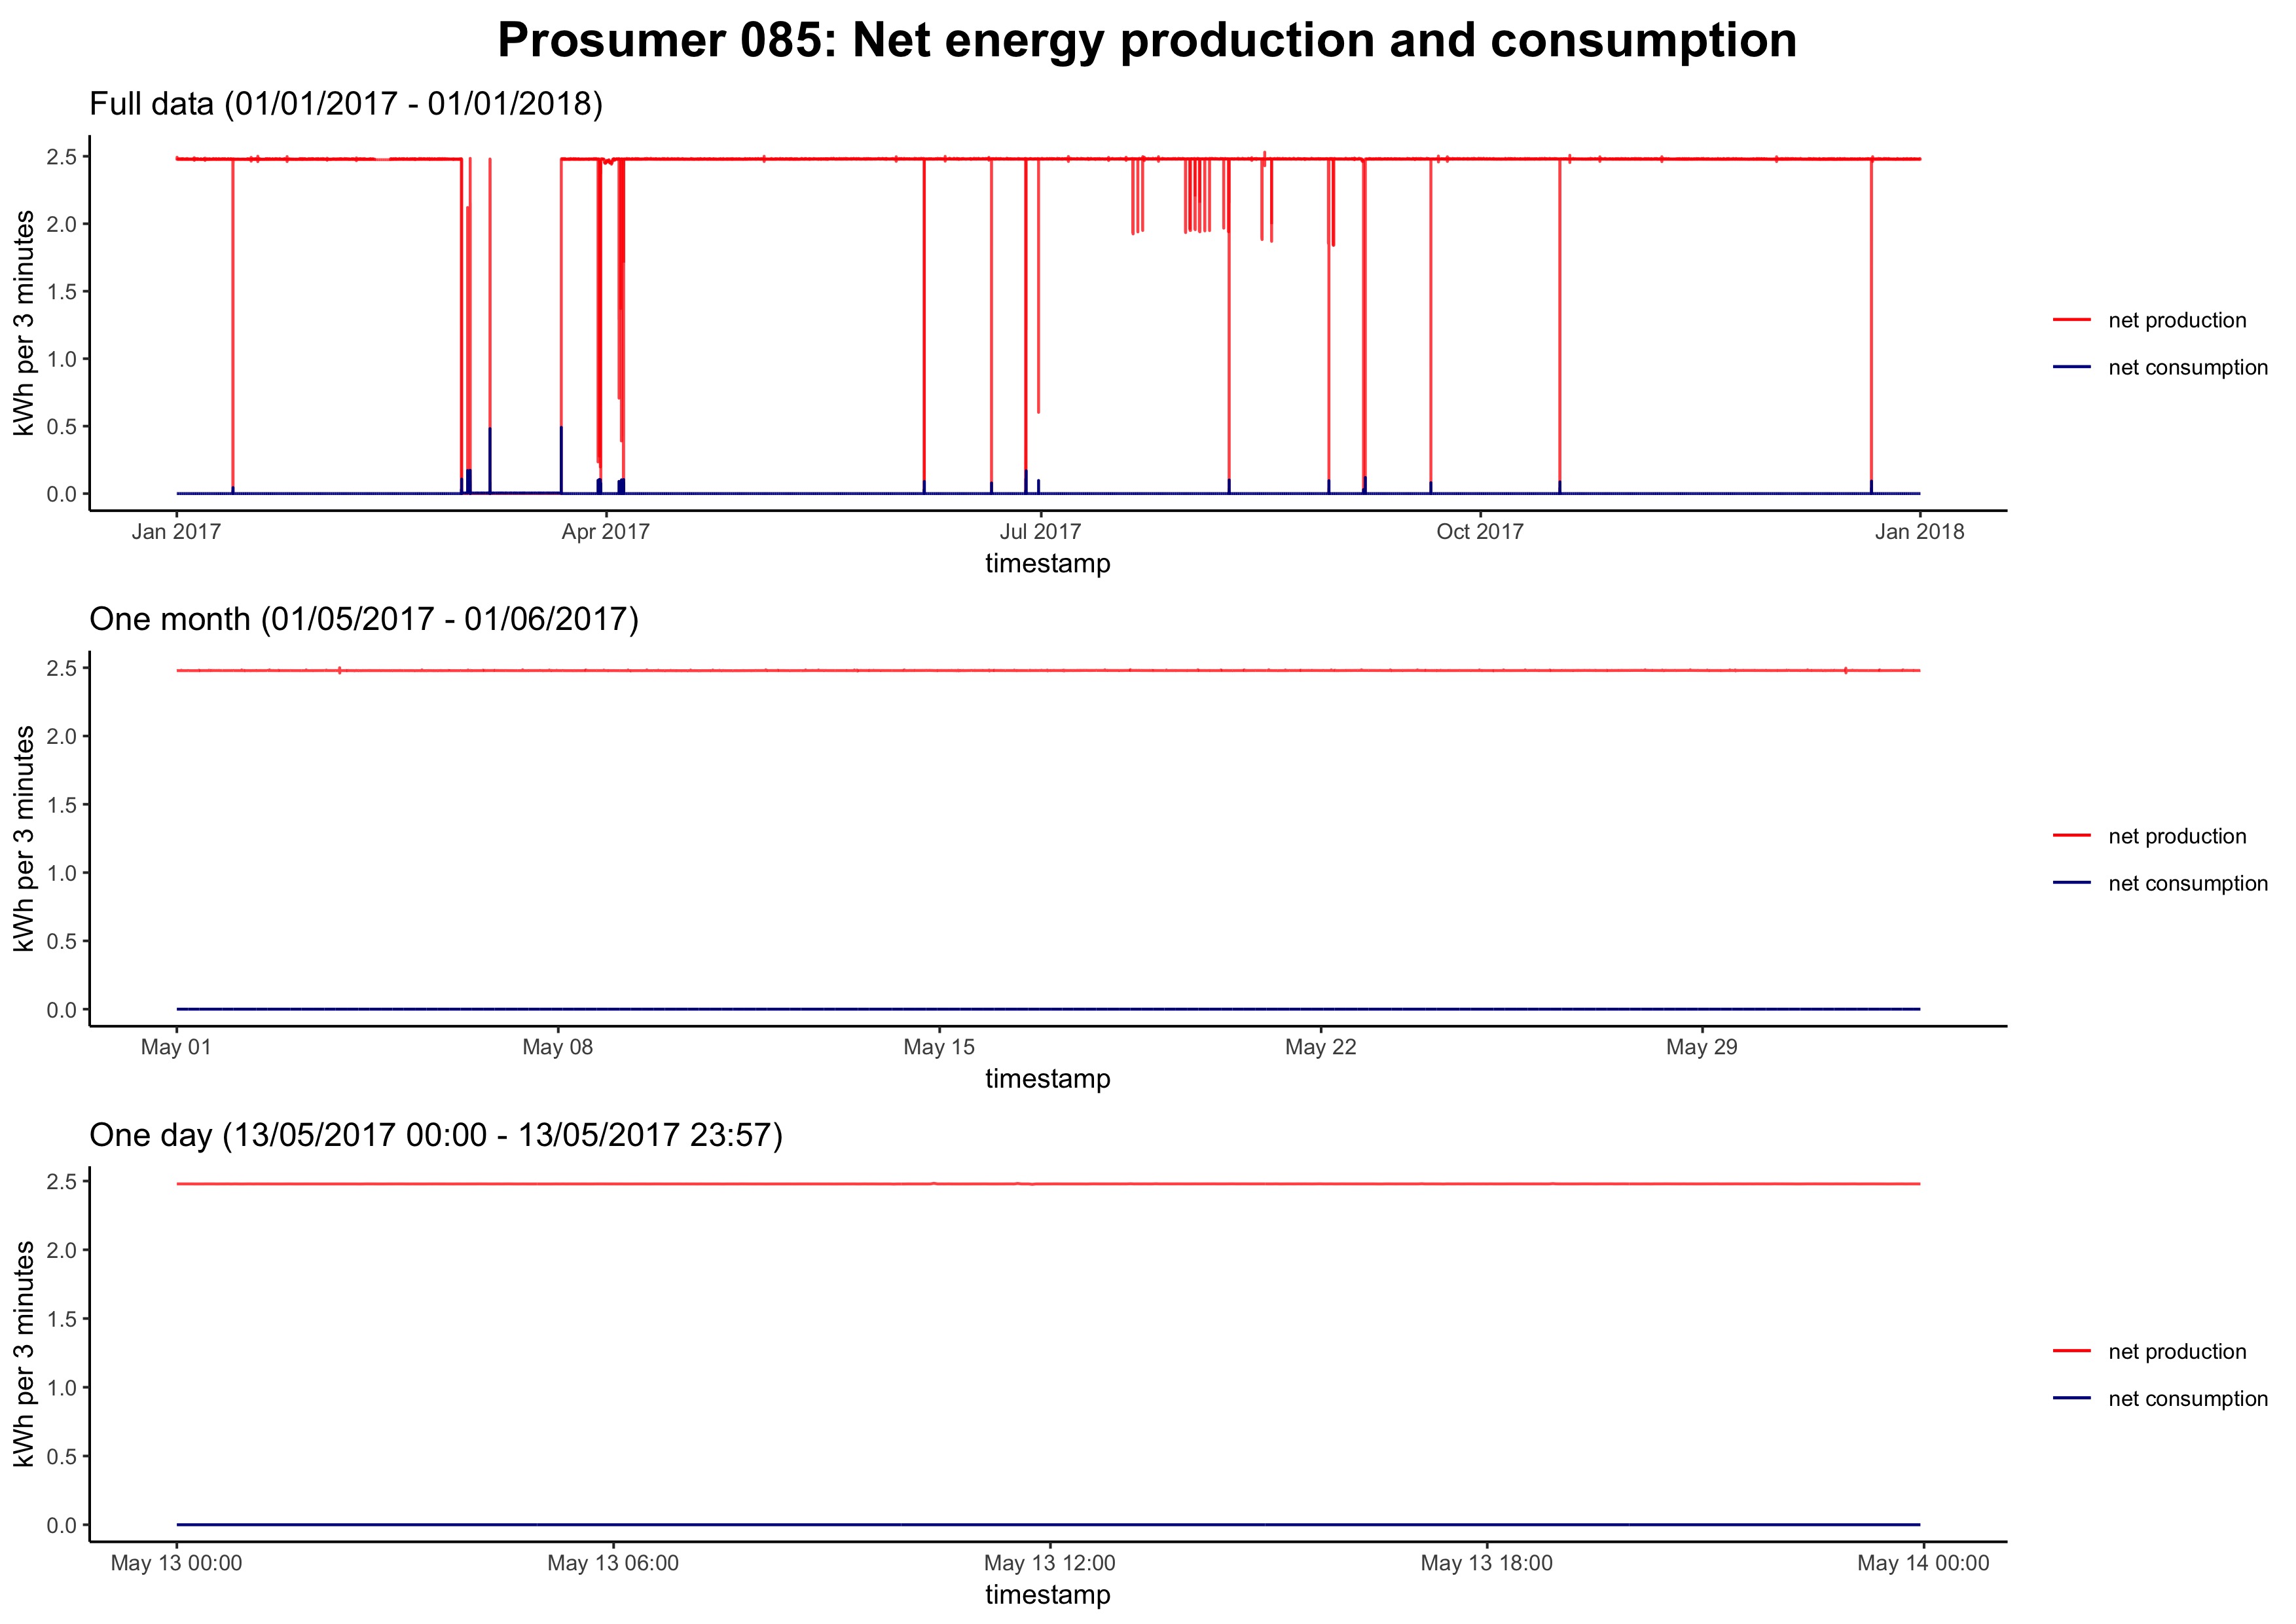 Prosumer 085: Net energy production and consumption
Full data (01/01/2017 - 01/01/2018)
kWh per 3 minutes
2.5
2.0
1.5
1.0
0.5
0.0
Jan 2017
Apr 2017
Jul 2017
Oct 2017
Jan 2018
timestamp
net production
net consumption
One month (01/05/2017 - 01/06/2017)
kWh per 3 minutes
2.5
2.0
1.5
1.0
0.5
0.0
May 01
May 08
May 15
May 22
May 29
timestamp
net production
net consumption
One day (13/05/2017 00:00 - 13/05/2017 23:57)
kWh per 3 minutes
2.5
2.0
1.5
1.0
0.5
0.0
May 13 00:00
May 13 06:00
May 13 12:00
May 13 18:00
May 14 00:00
timestamp
net production
net consumption